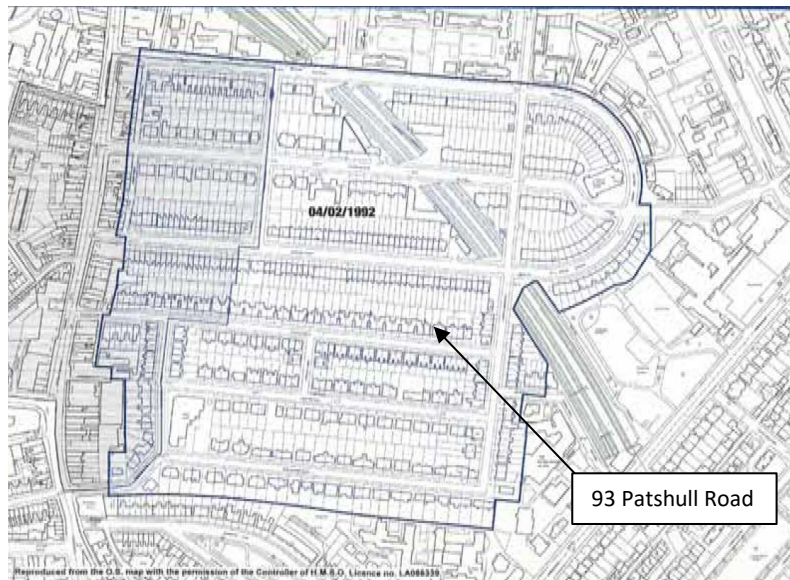 04/02/1992
93 Patshull Road
Reproduced from the O.S. map with the permission of the Controller of H.M.S.O. Licence no. LA086339